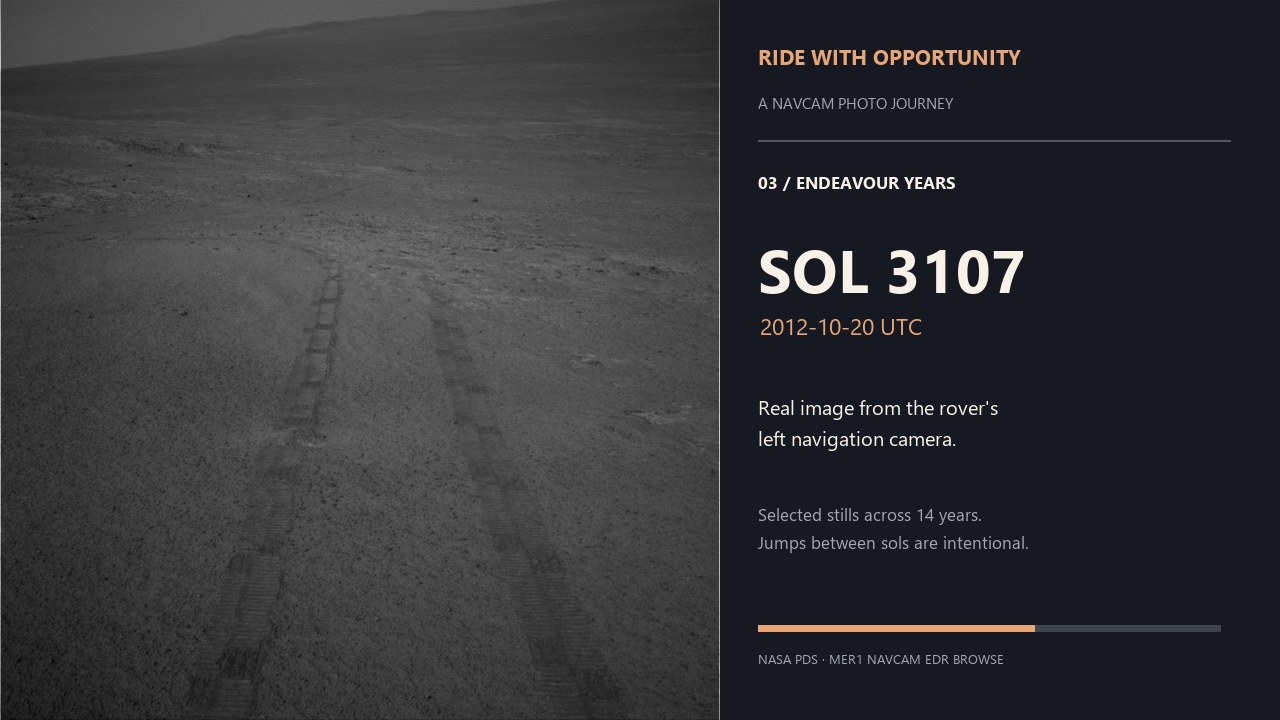 RIDE WITH OPPORTUNITY
A NAVCAM PHOTO JOURNEY
03 / ENDEAVOUR YEARS
SOL 3107
2012-10-20 UTC
Real image from the rover's
left navigation camera.
Selected stills across 14 years.
Jumps between sols are intentional.
NASA PDS · MER1 NAVCAM EDR BROWSE